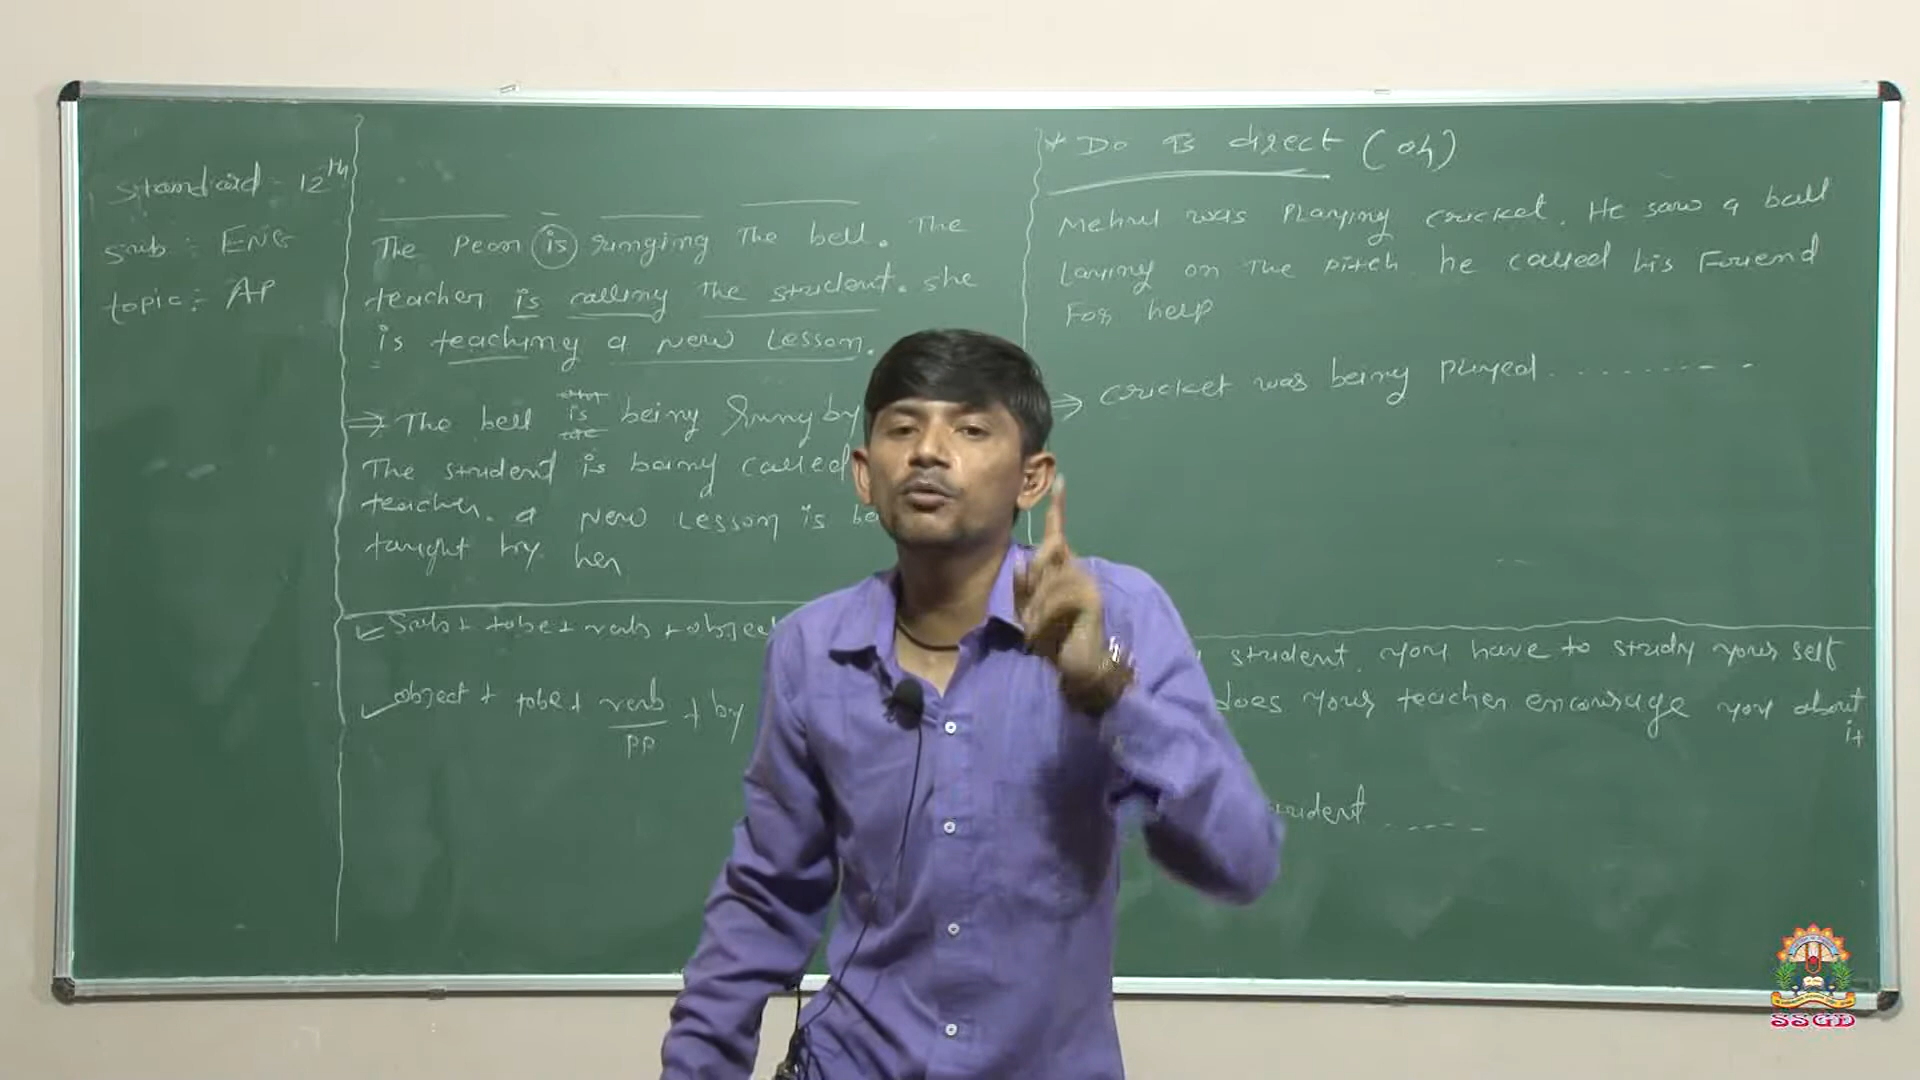 Standard - 12th
Sub : ENG
topic : AP
The Peon is ringing The bell. The
teacher is calling The student. she
is teaching a new Lesson.
⇒ The bell is being rung by
The student is being called
teacher. a new Lesson is be
taught by her
Sub + tobe + verb + object
object + tobe + verb + by
PP
* Do as direct (04)
Mehul was Playing cricket. He saw a ball
Laying on The Pitch he called his Friend
For help
⇒ cricket was being played ..........
student. you have to study your self
does your teacher encourage you about
it
student .....
SSGD